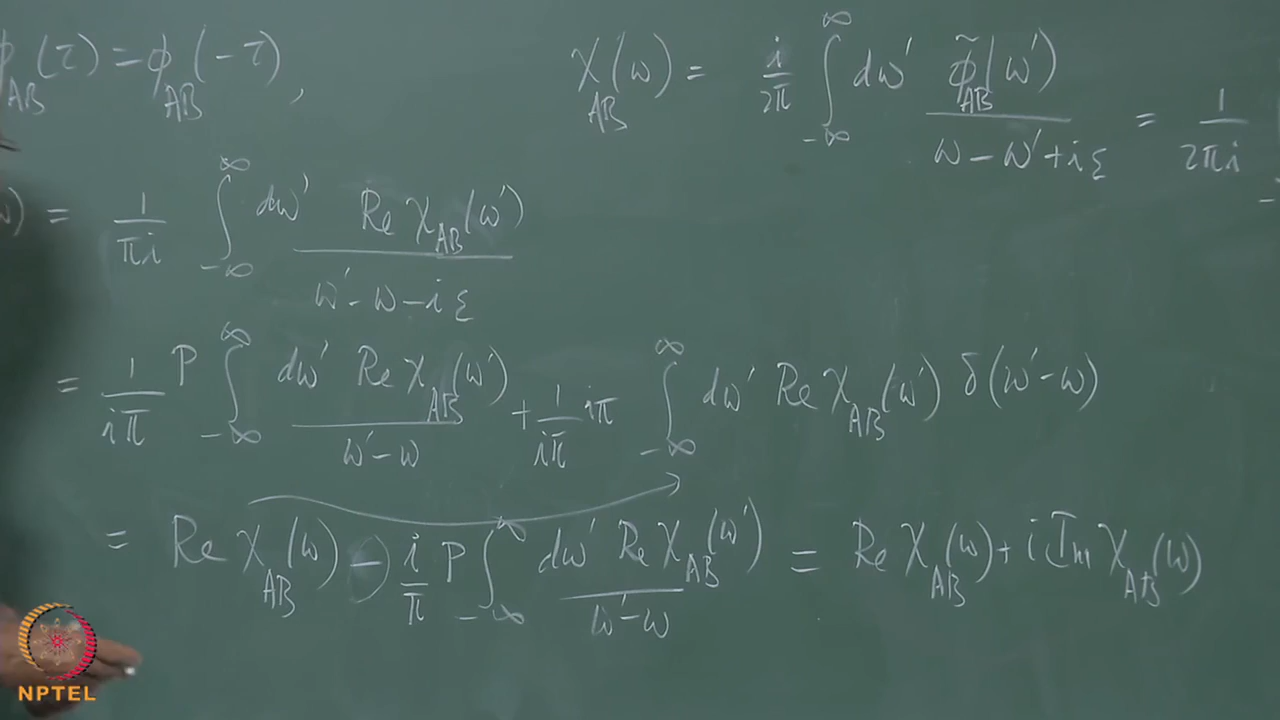 ϕ_AB(τ) = ϕ_AB(-τ),
χ_AB(ω) = i/2π ∫_{-∞}^{∞} dω' ϕ̃_AB(ω') / (ω - ω' + iε) = 1/2πi
ω) = 1/πi ∫_{-∞}^{∞} dω' Re χ_AB(ω') / (ω' - ω - iε)
= 1/iπ P ∫_{-∞}^{∞} dω' Re χ_AB(ω') / (ω' - ω) + 1/iπ iπ ∫_{-∞}^{∞} dω' Re χ_AB(ω') δ(ω' - ω)
= Re χ_AB(ω) - i/π P ∫_{-∞}^{∞} dω' Re χ_AB(ω') / (ω' - ω) = Re χ_AB(ω) + i Im χ_AB(ω)
NPTEL